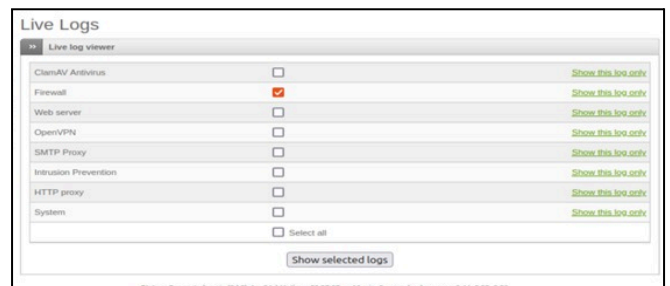 Live Logs
» Live log viewer
ClamAV Antivirus Show this log only
Firewall Show this log only
Web server Show this log only
OpenVPN Show this log only
SMTP Proxy Show this log only
Intrusion Prevention Show this log only
HTTP proxy Show this log only
System Show this log only
Select all
Show selected logs